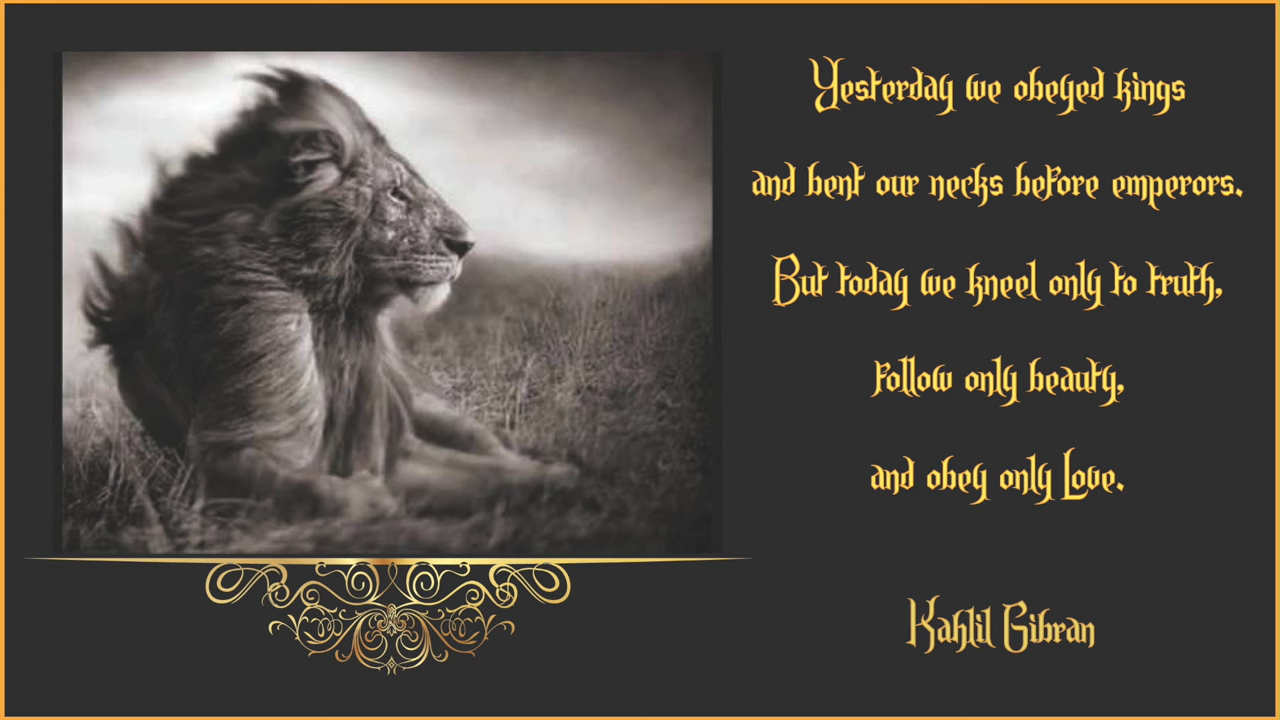 Yesterday we obeyed kings
and bent our necks before emperors.
But today we kneel only to truth,
follow only beauty,
and obey only Love.
Kahlil Gibran